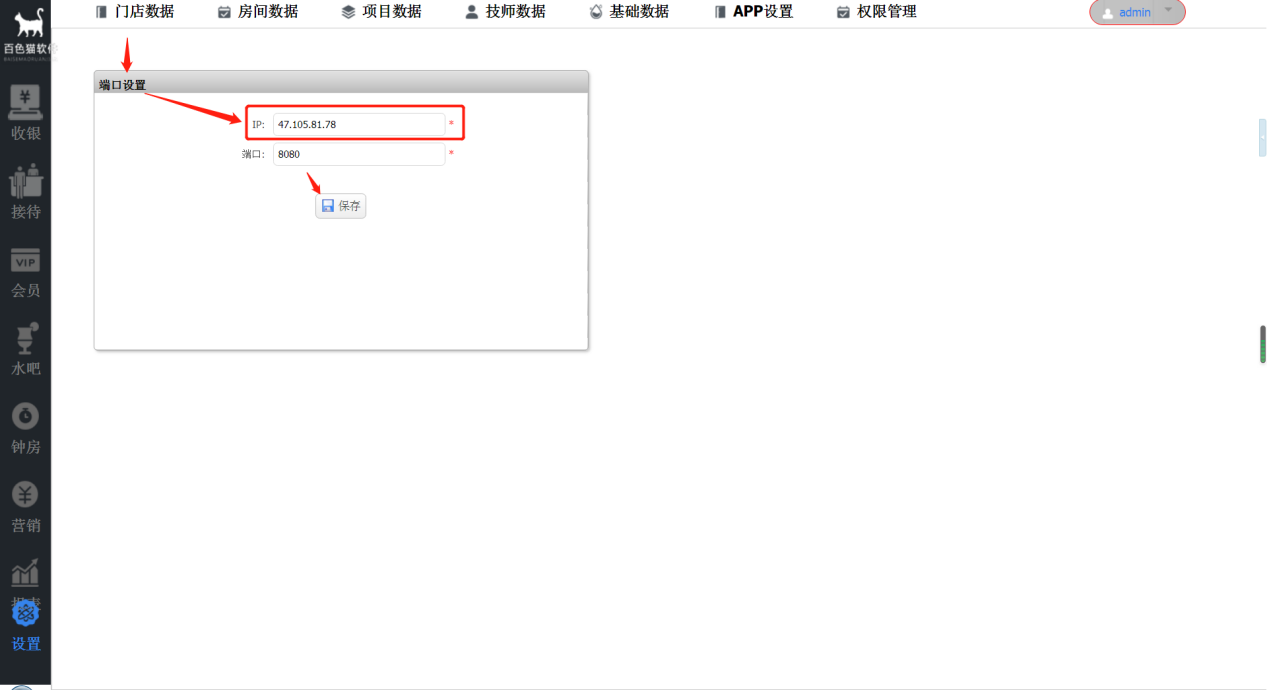 门店数据
房间数据
项目数据
技师数据
基础数据
APP设置
权限管理
admin
百色猫软件
¥
收银
接待
VIP
会员
水吧
钟房
¥
营销
报表
设置
端口设置
IP: 47.105.81.78 *
端口: 8080 *
保存